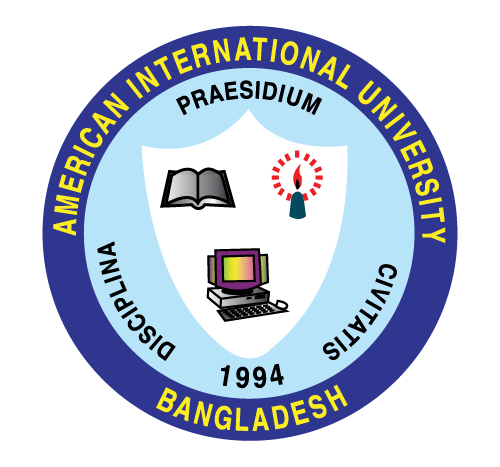 AMERICAN INTERNATIONAL UNIVERSITY
PRAESIDIUM
DISCIPLINA
CIVITATIS
1994
BANGLADESH